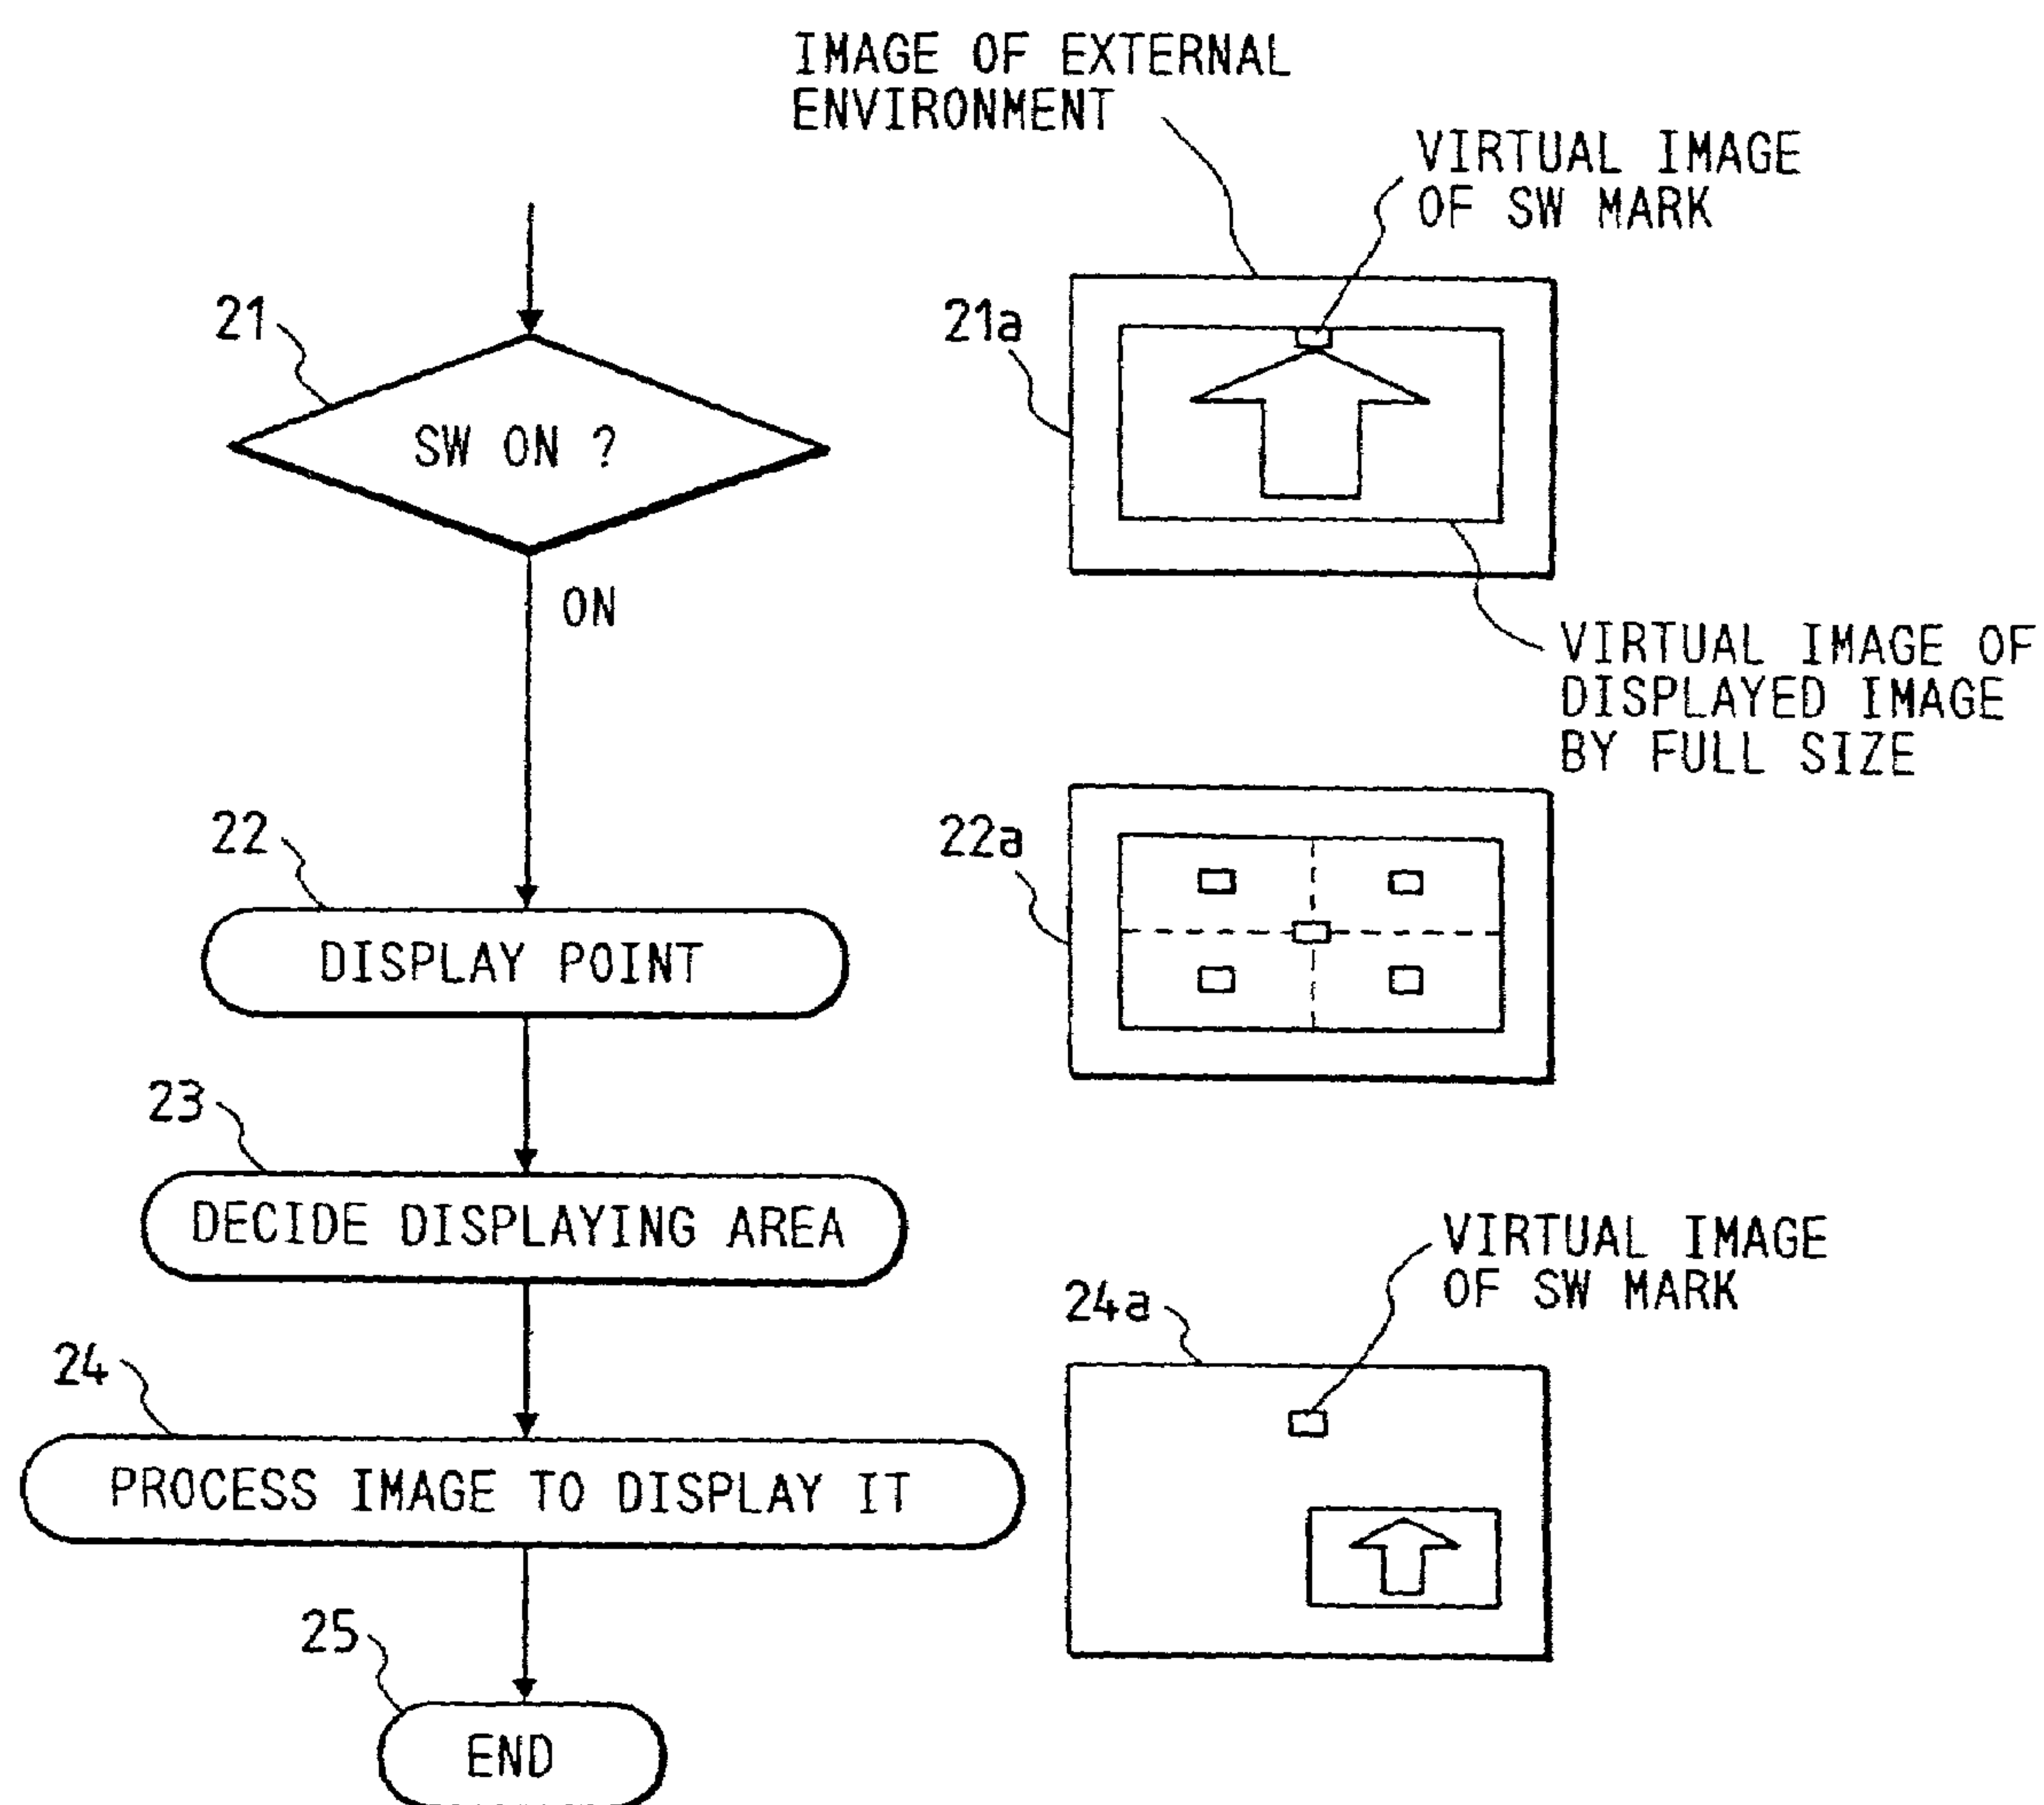 IMAGE OF EXTERNAL
ENVIRONMENT
VIRTUAL IMAGE
OF SW MARK
21
21a
SW ON ?
ON
VIRTUAL IMAGE OF
DISPLAYED IMAGE
BY FULL SIZE
22
22a
DISPLAY POINT
23
DECIDE DISPLAYING AREA
VIRTUAL IMAGE
OF SW MARK
24a
24
PROCESS IMAGE TO DISPLAY IT
25
END